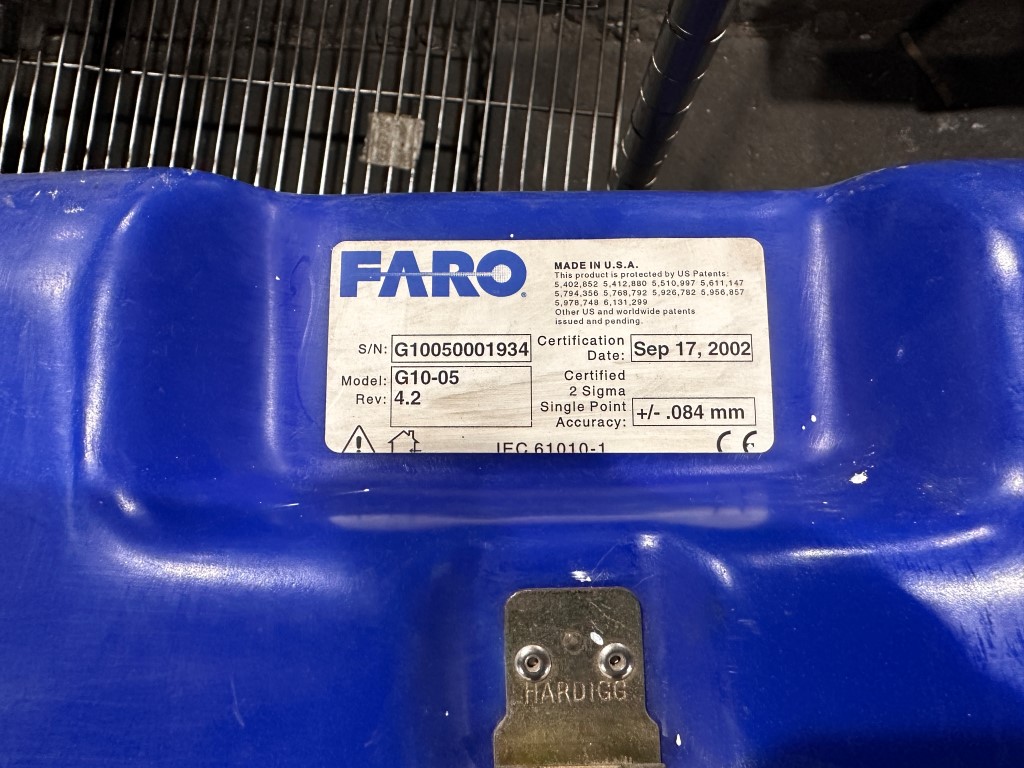 FARO®
MADE IN U.S.A.
This product is protected by US Patents:
5,402,852 5,412,880 5,510,997 5,611,147
5,794,356 5,768,792 5,926,782 5,956,857
5,978,748 6,131,299
Other US and worldwide patents
issued and pending.
S/N: G10050001934
Model: G10-05
Rev: 4.2
Certification
Date: Sep 17, 2002
Certified
2 Sigma
Single Point
Accuracy: +/- .084 mm
IEC 61010-1
CE
HARDIGG